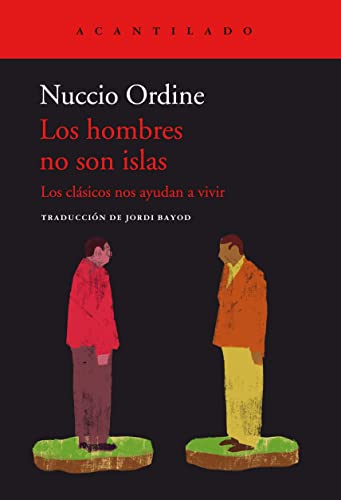 ACANTILADO
Nuccio Ordine
Los hombres
no son islas
Los clásicos nos ayudan a vivir
TRADUCCIÓN DE JORDI BAYOD